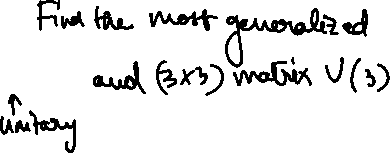 Find the most generalized
and (3×3) matrix U(3)
↑
Unitary